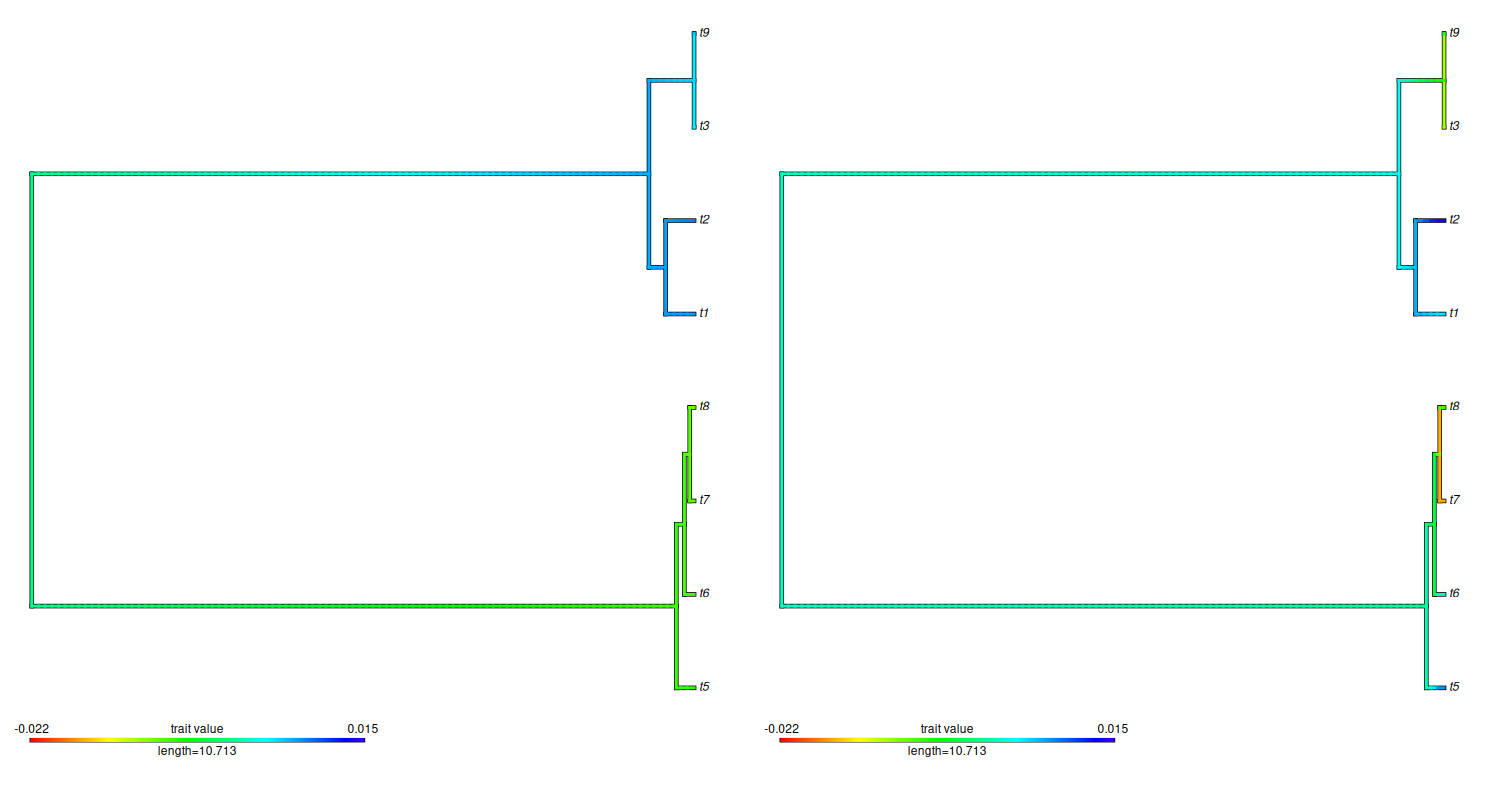 t9
t3
t2
t1
t8
t7
t6
t5
-0.022 trait value 0.015
length=10.713
t9
t3
t2
t1
t8
t7
t6
t5
-0.022 trait value 0.015
length=10.713